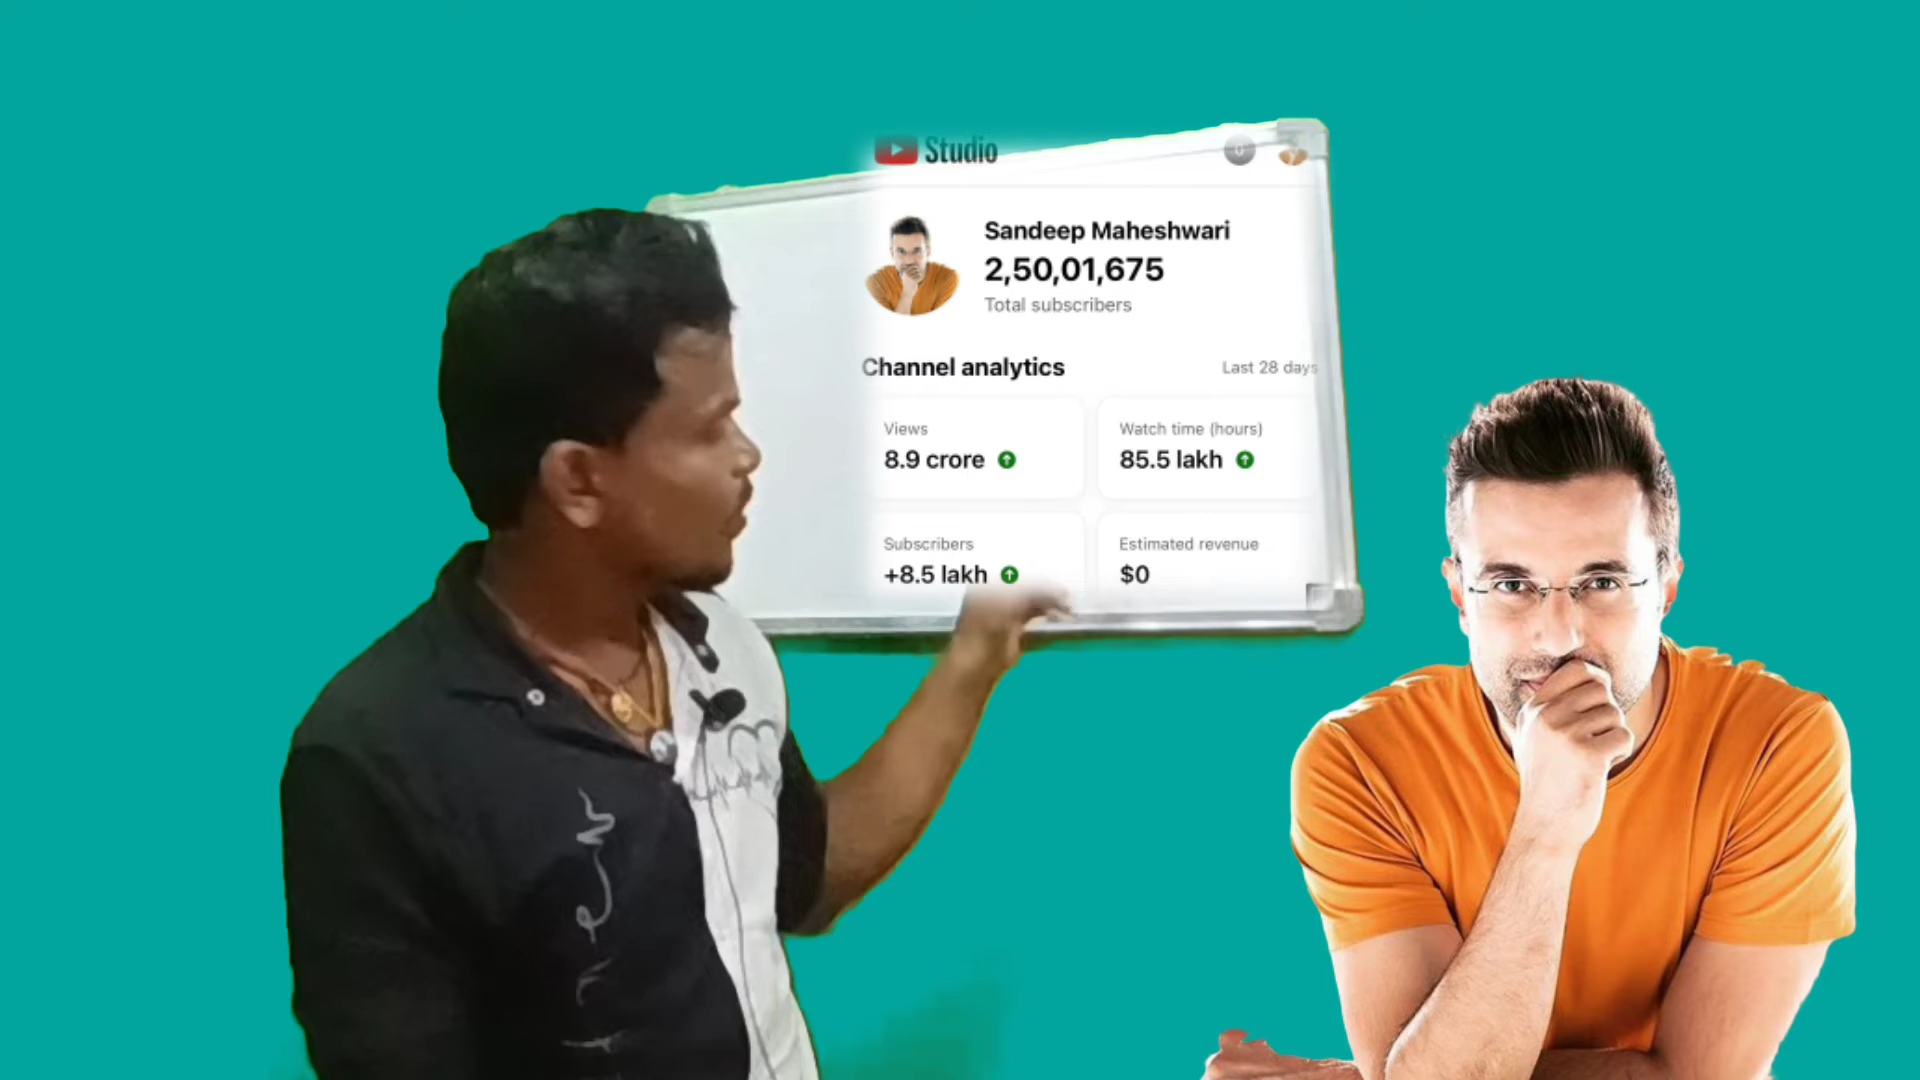 Studio
Sandeep Maheshwari
2,50,01,675
Total subscribers
Channel analytics
Last 28 days
Views
8.9 crore
Watch time (hours)
85.5 lakh
Subscribers
+8.5 lakh
Estimated revenue
$0